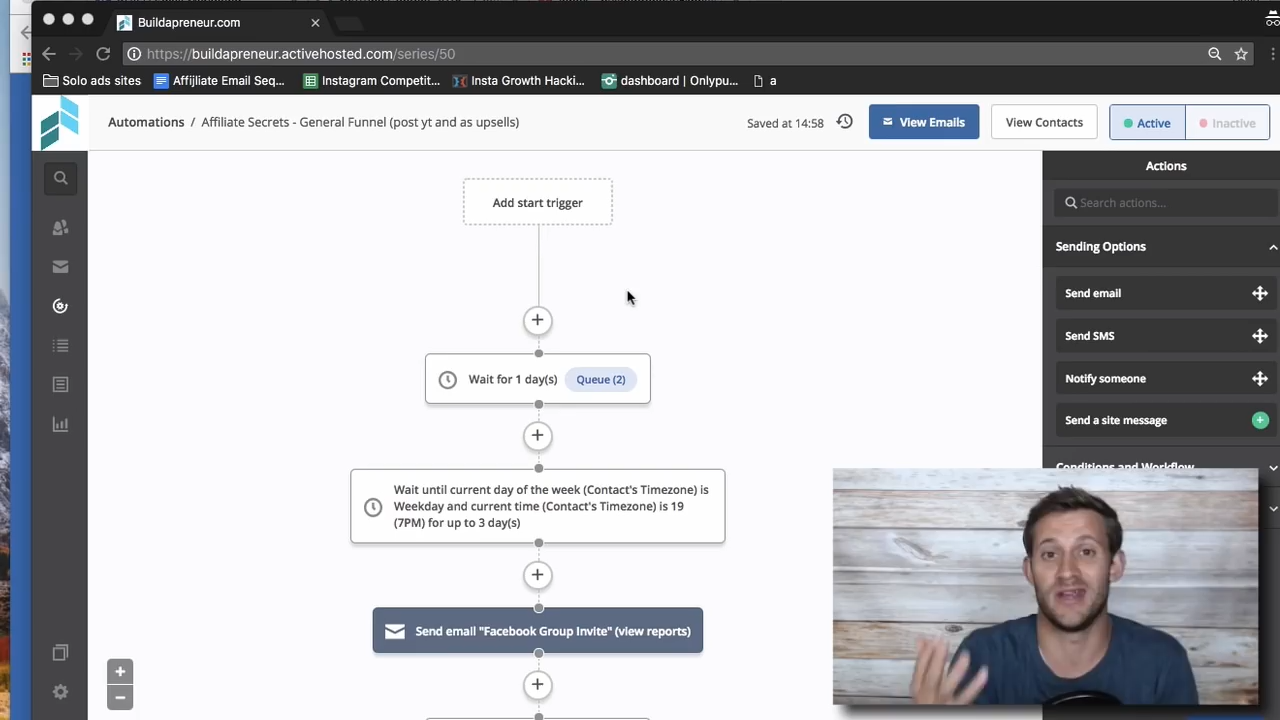 Buildapreneur.com
https://buildapreneur.activehosted.com/series/50
Solo ads sites
Affijliate Email Seq...
Instagram Competit...
Insta Growth Hacki...
dashboard | Onlypu...
a
Automations / Affiliate Secrets - General Funnel (post yt and as upsells)
Saved at 14:58
View Emails
View Contacts
Active
Inactive
Add start trigger
Wait for 1 day(s)
Queue (2)
Wait until current day of the week (Contact's Timezone) is
Weekday and current time (Contact's Timezone) is 19
(7PM) for up to 3 day(s)
Send email "Facebook Group Invite" (view reports)
Actions
Search actions...
Sending Options
Send email
Send SMS
Notify someone
Send a site message
Conditions and Workflow